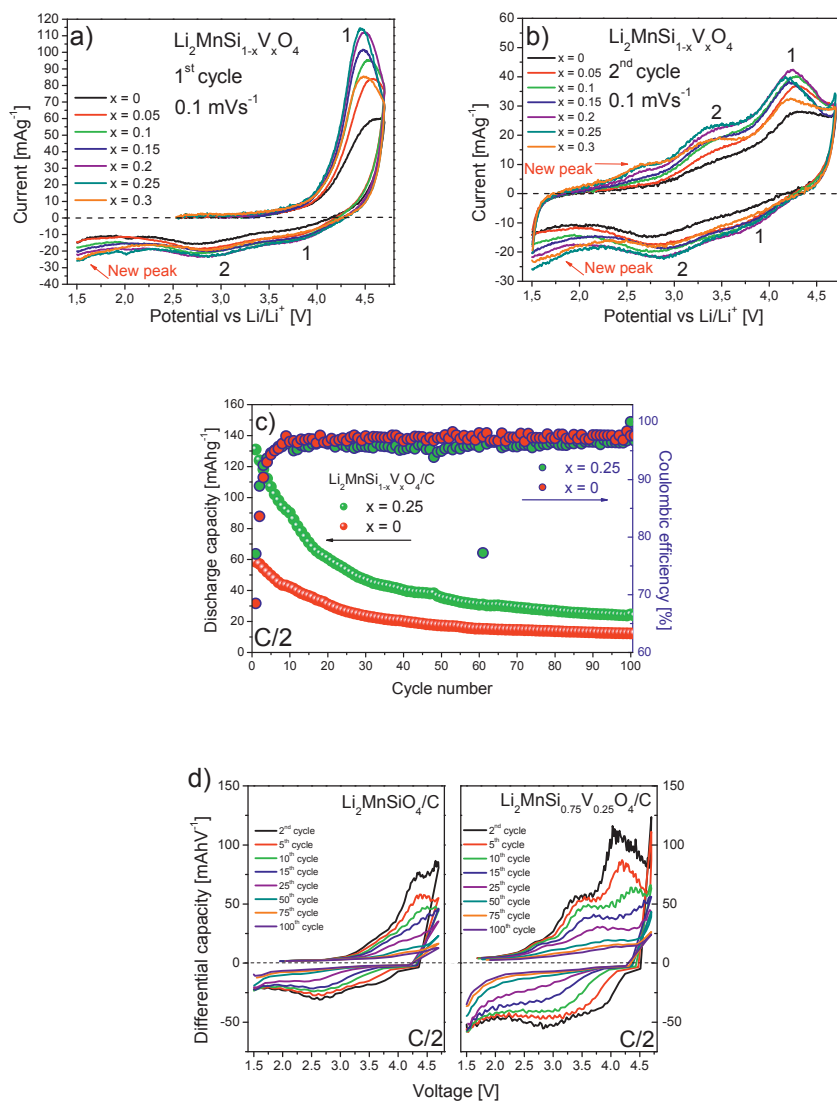 a)
Li₂MnSi₁₋ₓVₓO₄
1ˢᵗ cycle
0.1 mVs⁻¹
x = 0
x = 0.05
x = 0.1
x = 0.15
x = 0.2
x = 0.25
x = 0.3
1
New peak
2
1
120
110
100
90
80
70
60
50
40
30
20
10
0
-10
-20
-30
-40
Current [mAg⁻¹]
1,5 2,0 2,5 3,0 3,5 4,0 4,5
Potential vs Li/Li⁺ [V]
b)
Li₂MnSi₁₋ₓVₓO₄
2ⁿᵈ cycle
0.1 mVs⁻¹
x = 0
x = 0.05
x = 0.1
x = 0.15
x = 0.2
x = 0.25
x = 0.3
1
2
New peak
New peak
2
1
60
50
40
30
20
10
0
-10
-20
-30
Current [mAg⁻¹]
1,5 2,0 2,5 3,0 3,5 4,0 4,5
Potential vs Li/Li⁺ [V]
c)
Li₂MnSi₁₋ₓVₓO₄/C
x = 0.25
x = 0
x = 0.25
x = 0
C/2
160
140
120
100
80
60
40
20
0
Discharge capacity [mAhg⁻¹]
100
95
90
85
80
75
70
65
60
Coulombic efficiency [%]
0 10 20 30 40 50 60 70 80 90 100
Cycle number
d)
Li₂MnSiO₄/C
2ⁿᵈ cycle
5ᵗʰ cycle
10ᵗʰ cycle
15ᵗʰ cycle
25ᵗʰ cycle
50ᵗʰ cycle
75ᵗʰ cycle
100ᵗʰ cycle
C/2
150
100
50
0
-50
Differential capacity [mAhV⁻¹]
1.5 2.0 2.5 3.0 3.5 4.0 4.5
Li₂MnSi₀.₇₅V₀.₂₅O₄/C
2ⁿᵈ cycle
5ᵗʰ cycle
10ᵗʰ cycle
15ᵗʰ cycle
25ᵗʰ cycle
50ᵗʰ cycle
75ᵗʰ cycle
100ᵗʰ cycle
C/2
150
100
50
0
-50
1.5 2.0 2.5 3.0 3.5 4.0 4.5
Voltage [V]